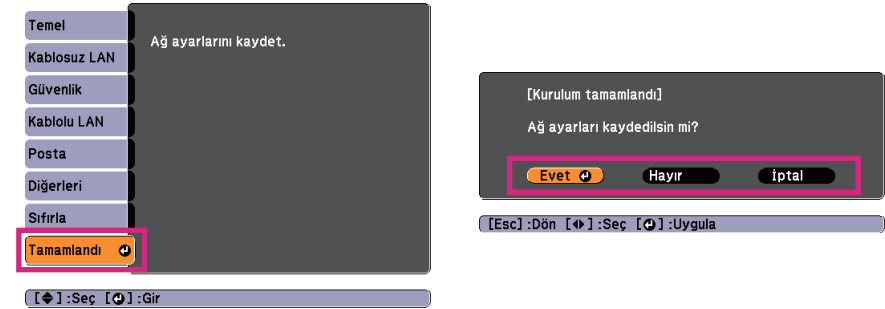 Temel
Kablosuz LAN
Güvenlik
Kablolu LAN
Posta
Diğerleri
Sıfırla
Tamamlandı
Ağ ayarlarını kaydet.
[◆] :Seç [⏎] :Gir
[Kurulum tamamlandı]
Ağ ayarları kaydedilsin mi?
Evet Hayır İptal
[Esc] :Dön [◆] :Seç [⏎] :Uygula